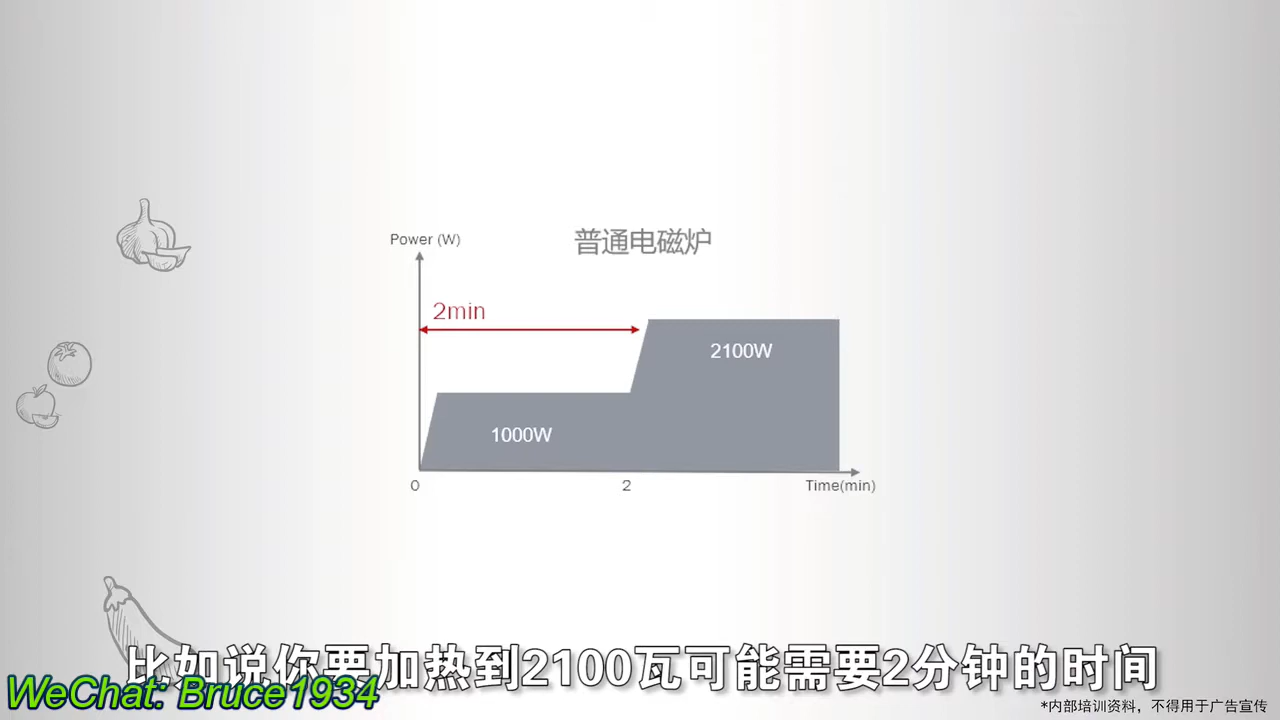 普通电磁炉
Power (W)
2min
2100W
1000W
0
2
Time(min)
比如说你要加热到2100瓦可能需要2分钟的时间
WeChat: Bruce1934
*内部培训资料，不得用于广告宣传